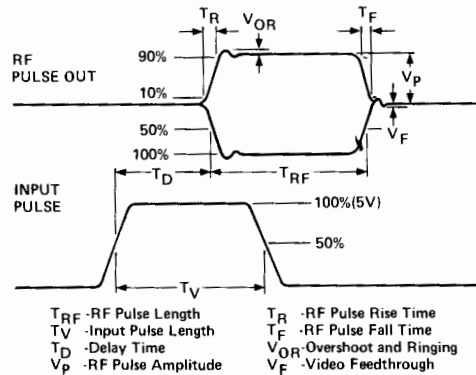 T_R V_OR T_F
RF
PULSE OUT
90%
10%
50%
100%
V_P
V_F
T_D T_RF
INPUT
PULSE
100%(5V)
50%
T_V
T_RF -RF Pulse Length
T_V -Input Pulse Length
T_D -Delay Time
V_P -RF Pulse Amplitude
T_R -RF Pulse Rise Time
T_F -RF Pulse Fall Time
V_OR -Overshoot and Ringing
V_F -Video Feedthrough